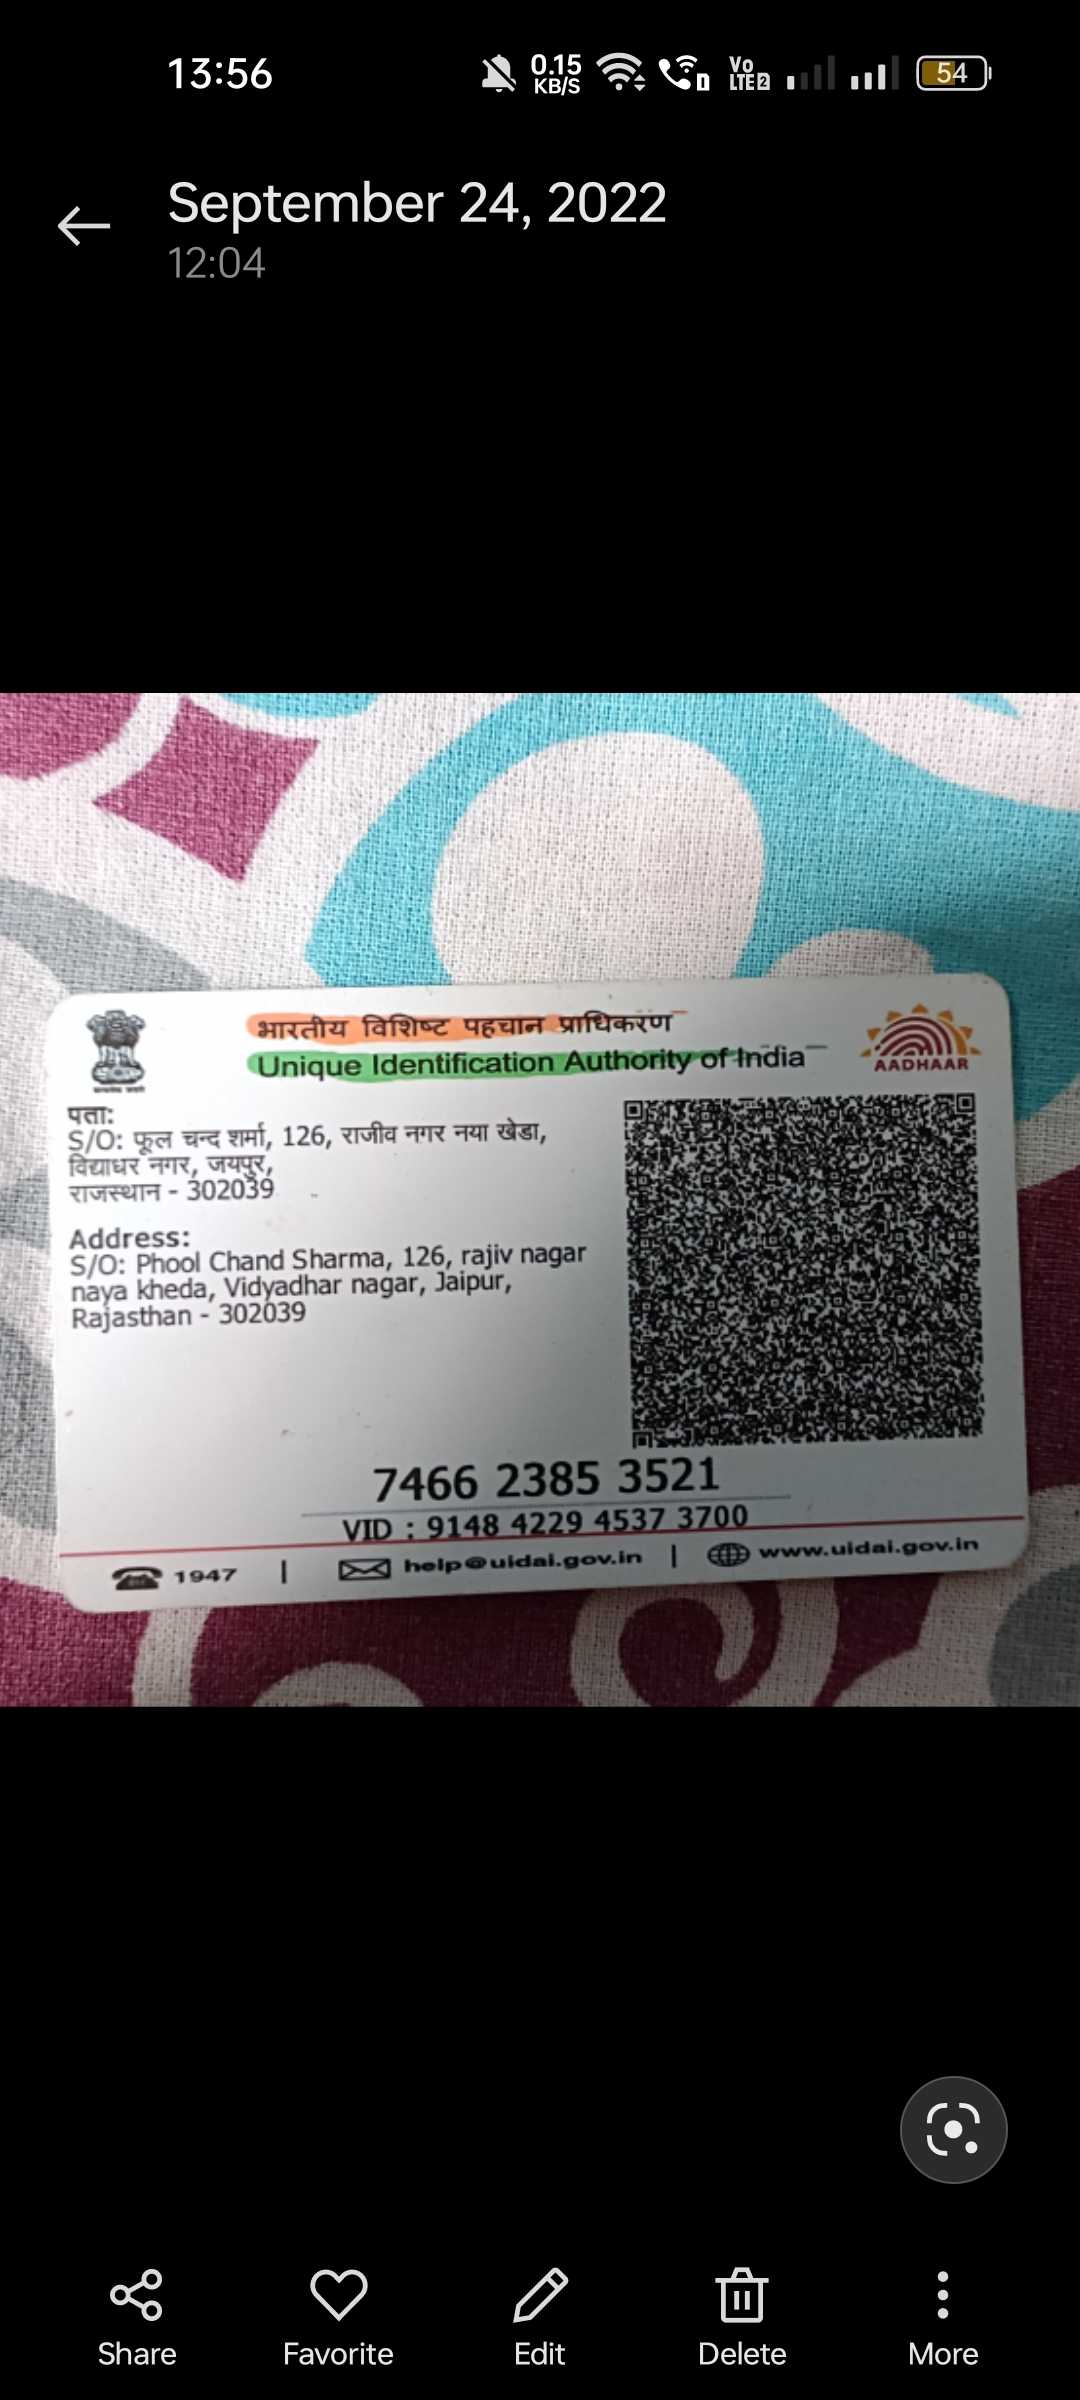 13:56
0.15 KB/S
Vo LTE 2
54
September 24, 2022
12:04
भारतीय विशिष्ट पहचान प्राधिकरण
Unique Identification Authority of India
AADHAAR
पता:
S/O: फूल चन्द शर्मा, 126, राजीव नगर नया खेडा,
विद्याधर नगर, जयपुर,
राजस्थान - 302039
Address:
S/O: Phool Chand Sharma, 126, rajiv nagar
naya kheda, Vidyadhar nagar, Jaipur,
Rajasthan - 302039
7466 2385 3521
VID : 9148 4229 4537 3700
1947 | help@uidai.gov.in | www.uidai.gov.in
Share Favorite Edit Delete More